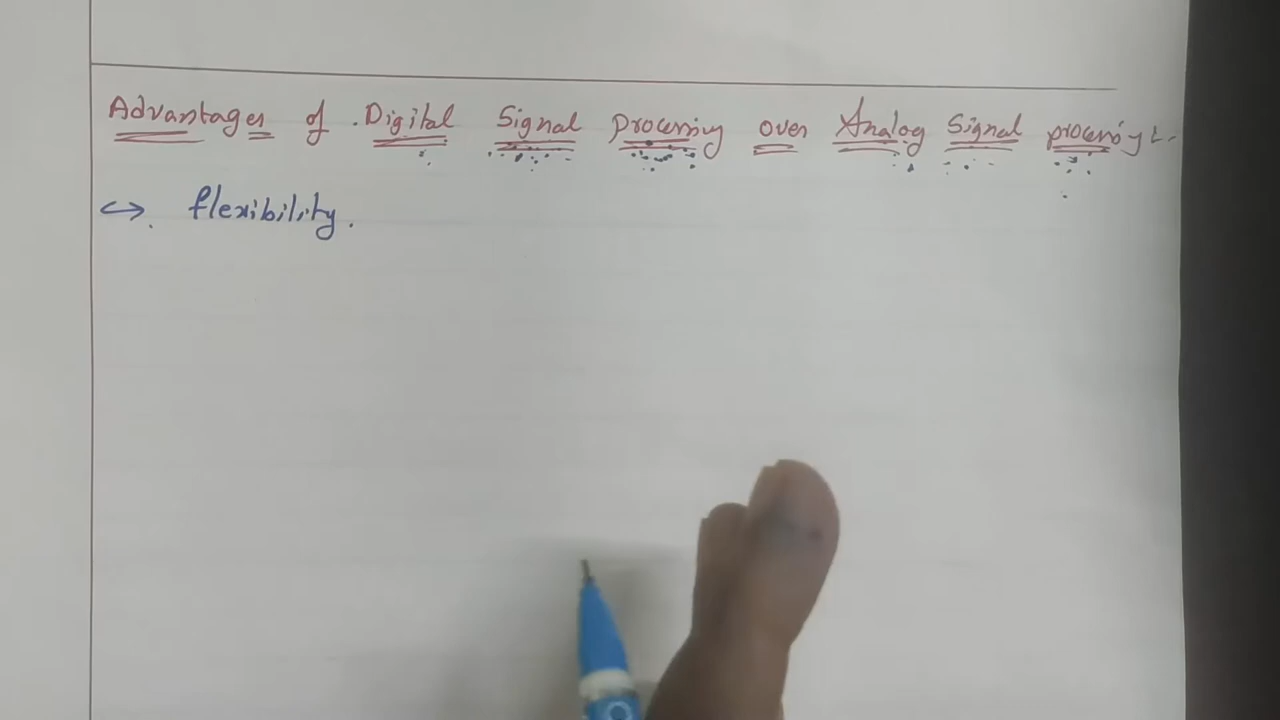 Advantages of Digital Signal Processing over Analog Signal processing :-
↔ flexibility.